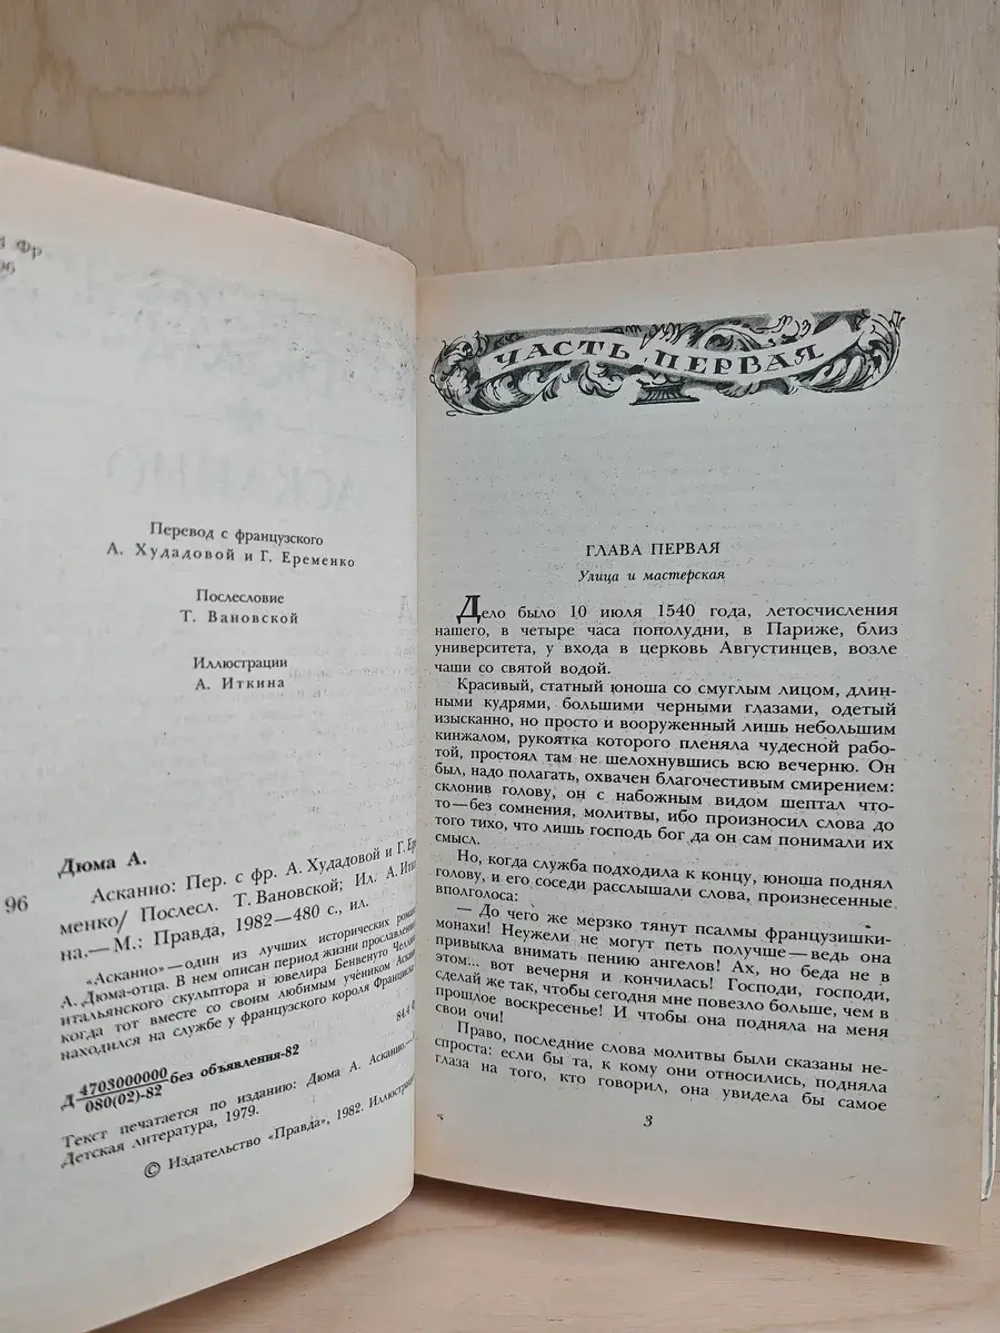 Фр
96
Перевод с французского
А. Худадовой и Г. Еременко
Послесловие
Т. Вановской
Иллюстрации
А. Иткина
Дюма А.
96
Асканио: Пер. с фр. А. Худадовой и Г. Ере
менко/ Послесл. Т. Вановской; Ил. А. Итк
на.— М.: Правда, 1982—480 с., ил.
«Асканио» — один из лучших исторических роман
А. Дюма-отца. В нем описан период жизни прославленн
итальянского скульптора и ювелира Бенвенуто Челли
когда тот вместе со своим любимым учеником Аскан
находился на службе у французского короля Франциска
84.4
Д 4703000000
080(02)-82 без объявления-82
Текст печатается по изданию: Дюма А. Асканио.—
Детская литература, 1979.
© Издательство «Правда», 1982. Иллюстрац
ЧАСТЬ ПЕРВАЯ
ГЛАВА ПЕРВАЯ
Улица и мастерская
Дело было 10 июля 1540 года, летосчисления
нашего, в четыре часа пополудни, в Париже, близ
университета, у входа в церковь Августинцев, возле
чаши со святой водой.
Красивый, статный юноша со смуглым лицом, длин-
ными кудрями, большими черными глазами, одетый
изысканно, но просто и вооруженный лишь небольшим
кинжалом, рукоятка которого пленяла чудесной рабо-
той, простоял там не шелохнувшись всю вечерню. Он
был, надо полагать, охвачен благочестивым смирением:
склонив голову, он с набожным видом шептал что-
то — без сомнения, молитвы, ибо произносил слова до
того тихо, что лишь господь бог да он сам понимали их
смысл.
Но, когда служба подходила к концу, юноша поднял
голову, и его соседи расслышали слова, произнесенные
вполголоса:
— До чего же мерзко тянут псалмы французишки-
монахи! Неужели не могут петь получше — ведь она
привыкла внимать пению ангелов! Ах, но беда не в
этом... вот вечерня и кончилась! Господи, господи,
сделай же так, чтобы сегодня мне повезло больше, чем в
прошлое воскресенье! И чтобы она подняла на меня
свои очи!
Право, последние слова молитвы были сказаны не-
спроста: если бы та, к кому они относились, подняла
глаза на того, кто говорил, она увидела бы самое
3